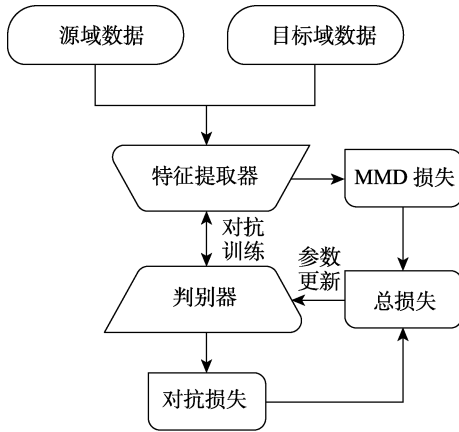 源域数据
目标域数据
特征提取器
MMD 损失
对抗
训练
参数
更新
判别器
总损失
对抗损失